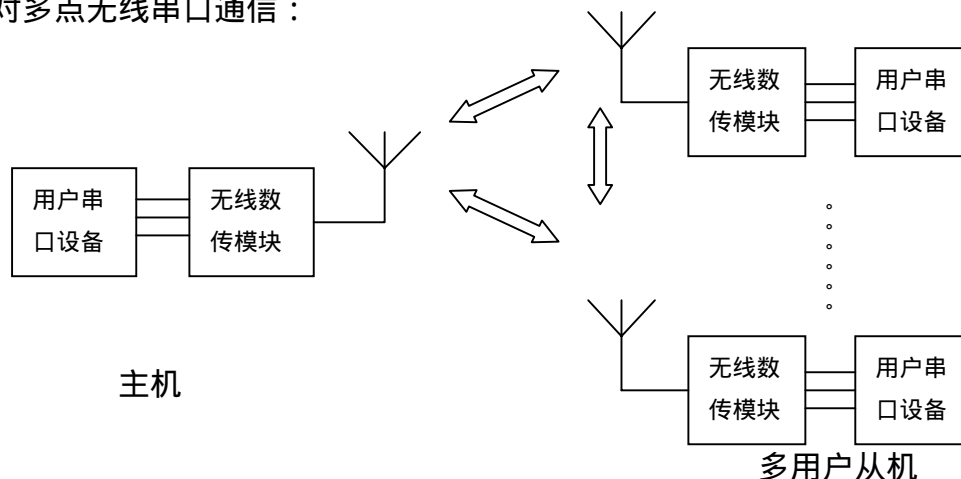 对多点无线串口通信：
无线数
传模块
用户串
口设备
用户串
口设备
无线数
传模块
主机
无线数
传模块
用户串
口设备
多用户从机